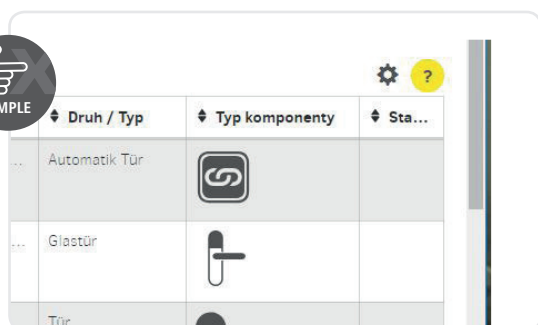 ?
MPLE
Druh / Typ Typ komponenty Sta...
... Automatik Tür
... Glastür
Tür